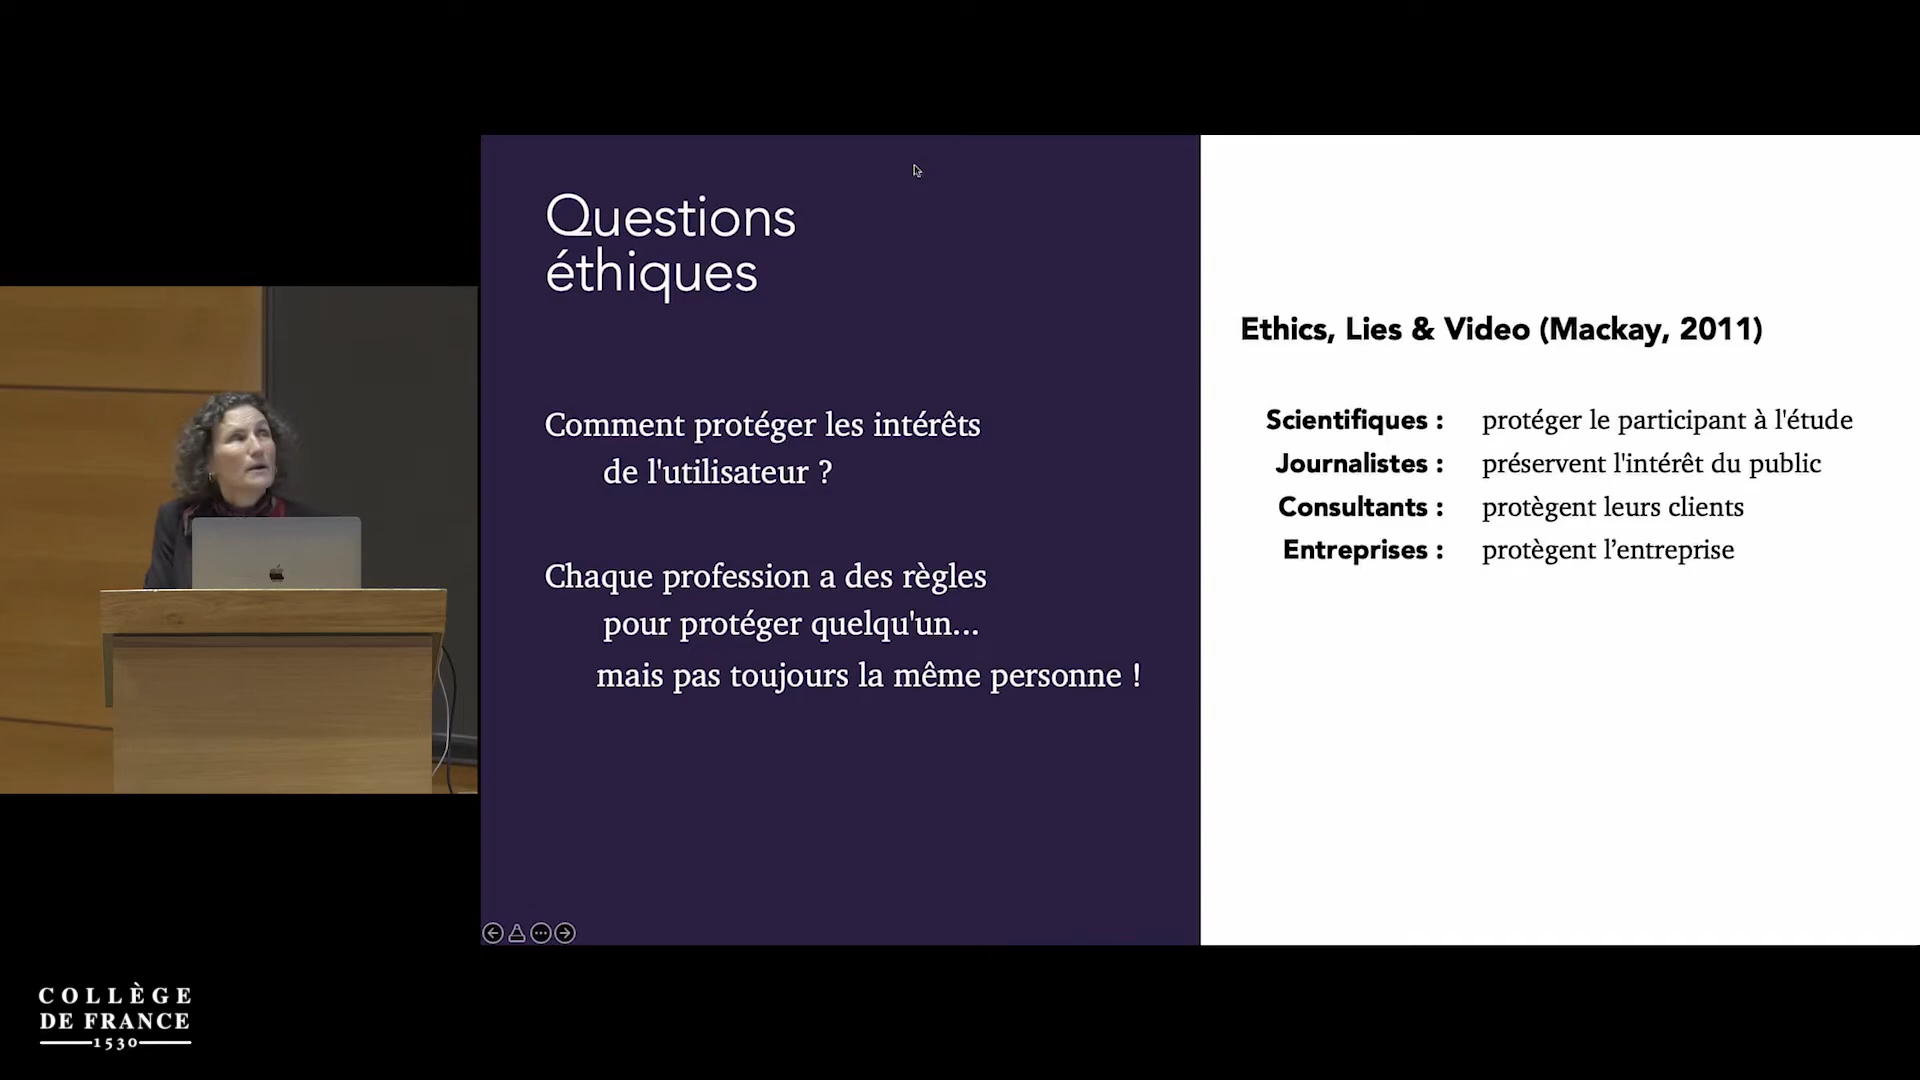 Questions
éthiques
Comment protéger les intérêts
de l'utilisateur ?
Chaque profession a des règles
pour protéger quelqu'un...
mais pas toujours la même personne !
Ethics, Lies & Video (Mackay, 2011)
Scientifiques : protéger le participant à l'étude
Journalistes : préservent l'intérêt du public
Consultants : protègent leurs clients
Entreprises : protègent l’entreprise
COLLÈGE
DE FRANCE
1530